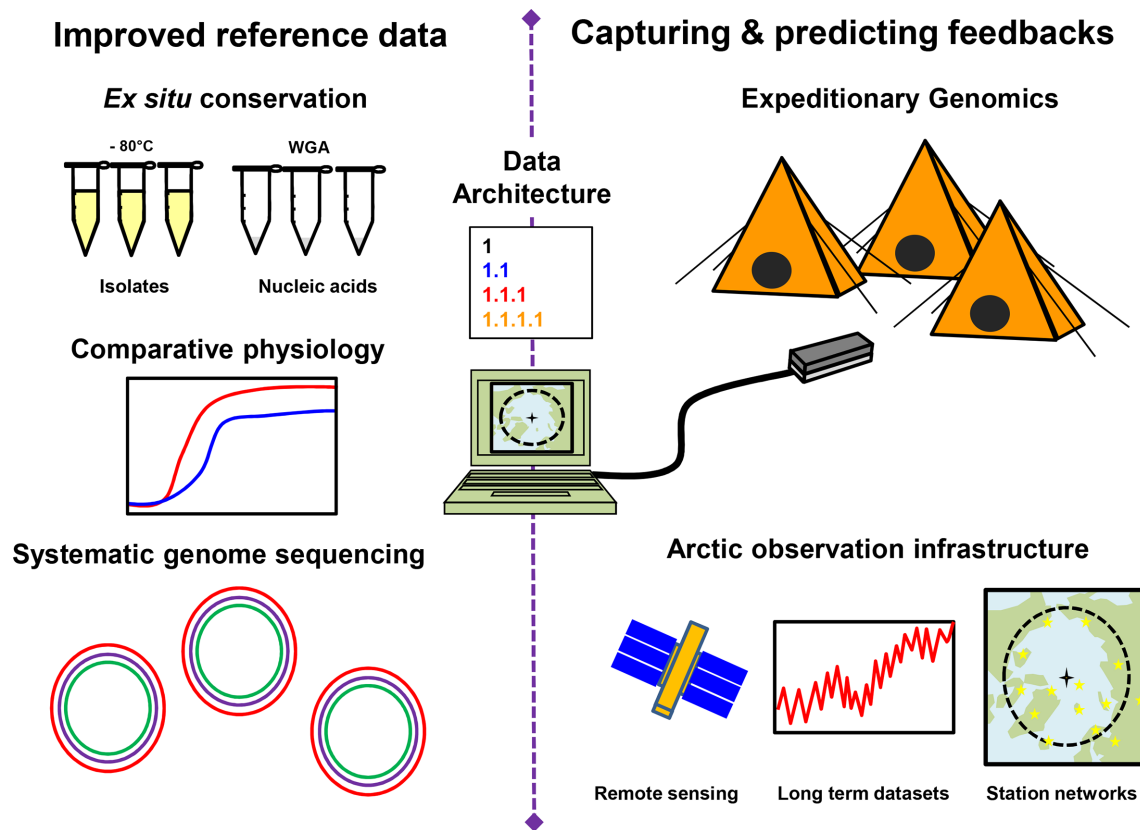 Improved reference data
Ex situ conservation
- 80°C
WGA
Isolates
Nucleic acids
Comparative physiology
Systematic genome sequencing
Data
Architecture
1
1.1
1.1.1
1.1.1.1
Capturing & predicting feedbacks
Expeditionary Genomics
Arctic observation infrastructure
Remote sensing
Long term datasets
Station networks